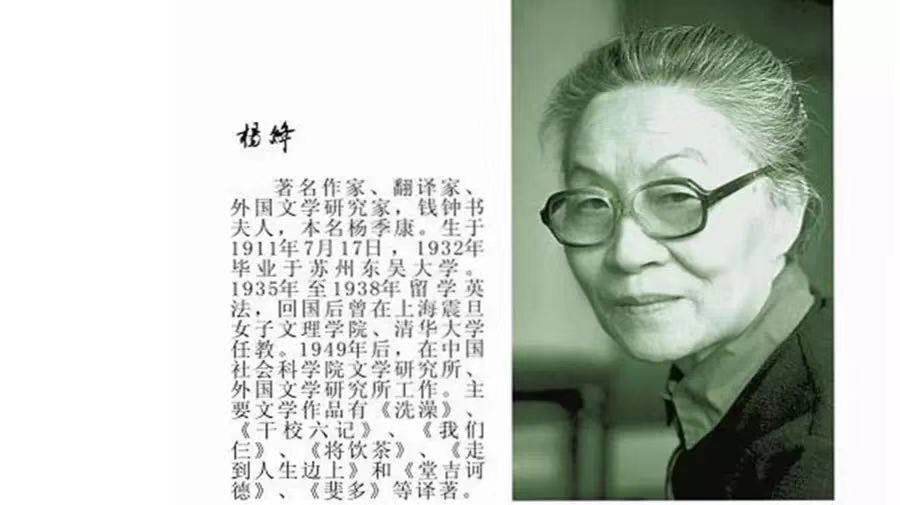 杨绛
著名作家、翻译家、
外国文学研究家，钱钟书
夫人，本名杨季康。生于
1911年7月17日，1932年
毕业于苏州东吴大学。
1935年至1938年留学英
法，回国后曾在上海震旦
女子文理学院、清华大学
任教。1949年后，在中国
社会科学院文学研究所、
外国文学研究所工作。主
要文学作品有《洗澡》、
《干校六记》、《我们
仨》、《将饮茶》、《走
到人生边上》和《堂吉诃
德》、《斐多》等译著。